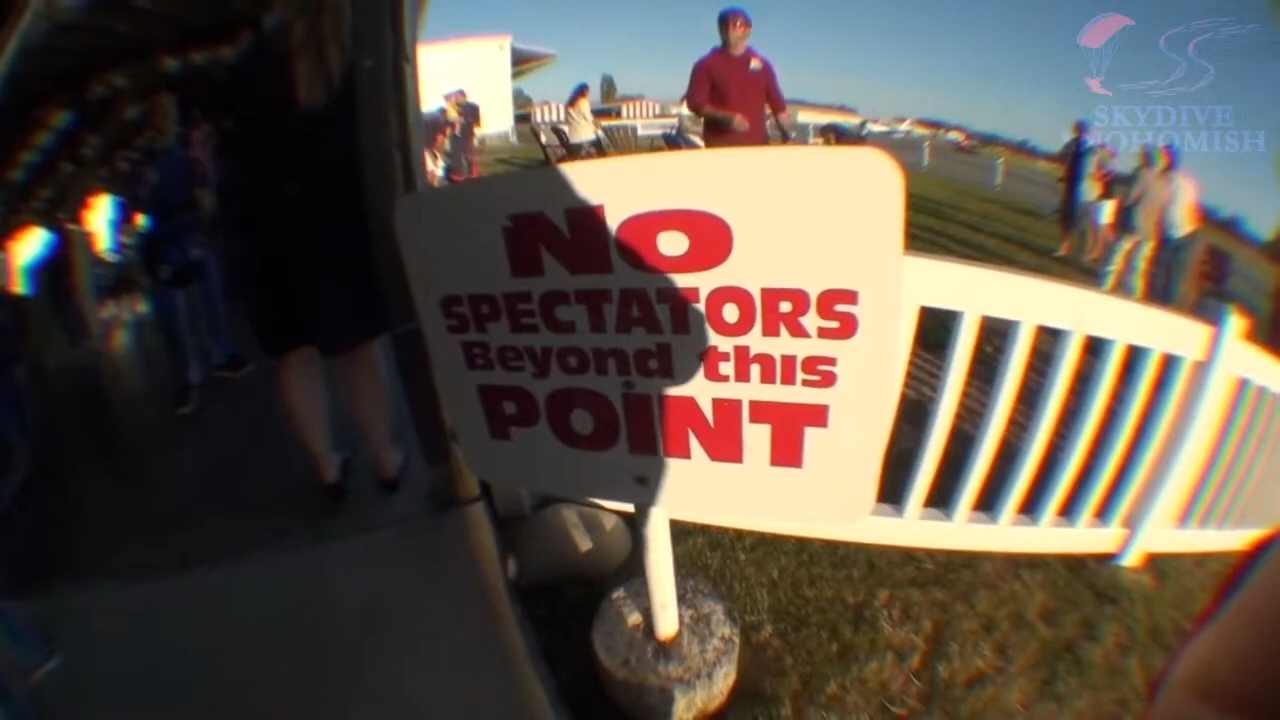 SKYDIVE
SNOHOMISH
NO
SPECTATORS
Beyond this
POINT